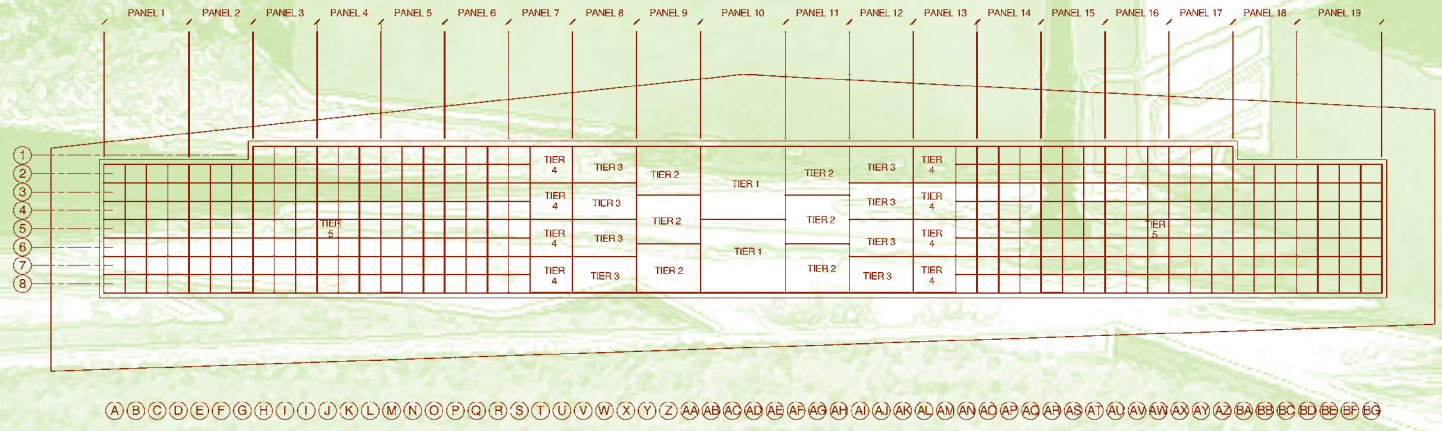 PANEL 1 PANEL 2 PANEL 3 PANEL 4 PANEL 5 PANEL 6 PANEL 7 PANEL 8 PANEL 9 PANEL 10 PANEL 11 PANEL 12 PANEL 13 PANEL 14 PANEL 15 PANEL 16 PANEL 17 PANEL 18 PANEL 19
1
2
3
4
5
6
7
8
TIER 4
TIER 4
TIER 4
TIER 4
TIER 3
TIER 3
TIER 3
TIER 3
TIER 2
TIER 2
TIER 2
TIER 1
TIER 1
TIER 2
TIER 2
TIER 2
TIER 3
TIER 3
TIER 3
TIER 3
TIER 4
TIER 4
TIER 4
TIER 4
TIER 5
TIER 5
A B C D E F G H I I J K L M N O P Q R S T U V W X Y Z AA AB AC AD AE AF AG AH AI AJ AK AL AM AN AO AP AQ AR AS AT AU AV AW AX AY AZ BA BB BC BD BE BF BG